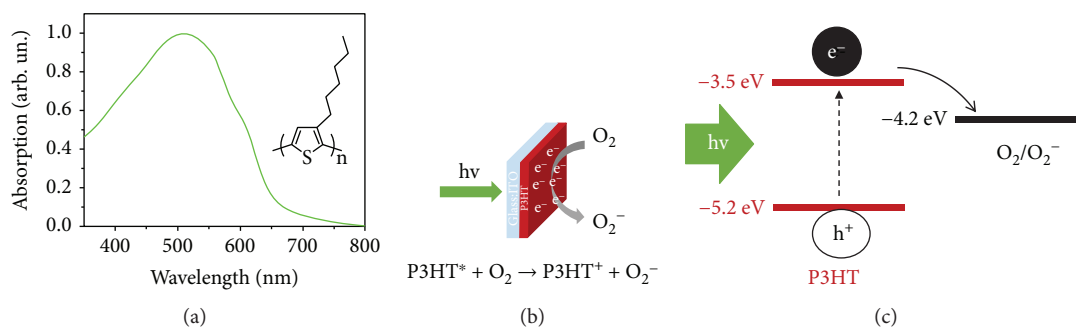 Absorption (arb. un.)
1.0
0.8
0.6
0.4
0.2
0.0
400
500
600
700
800
Wavelength (nm)
S
n
(a)
hν
Glass:ITO
P3HT
e⁻
e⁻ e⁻
e⁻ e⁻
e⁻ e⁻
e⁻
O₂
O₂⁻
P3HT* + O₂ → P3HT⁺ + O₂⁻
(b)
hν
e⁻
−3.5 eV
−4.2 eV
O₂/O₂⁻
−5.2 eV
h⁺
P3HT
(c)